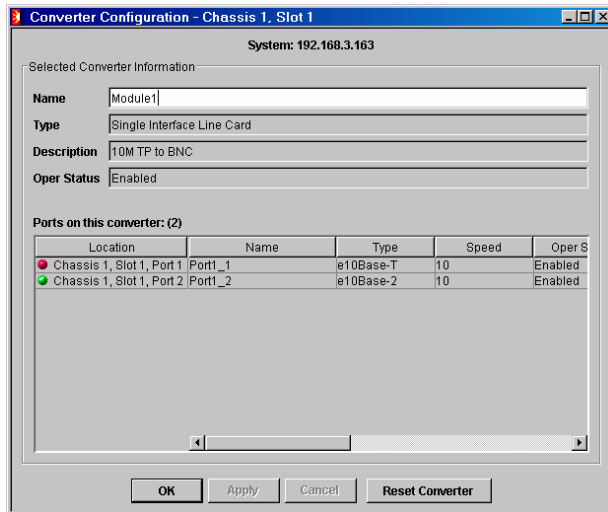 Converter Configuration - Chassis 1, Slot 1
System: 192.168.3.163
Selected Converter Information
Name Module1
Type Single Interface Line Card
Description 10M TP to BNC
Oper Status Enabled
Ports on this converter: (2)
Location Name Type Speed Oper S
Chassis 1, Slot 1, Port 1 Port1_1 e10Base-T 10 Enabled
Chassis 1, Slot 1, Port 2 Port1_2 e10Base-2 10 Enabled
OK Apply Cancel Reset Converter